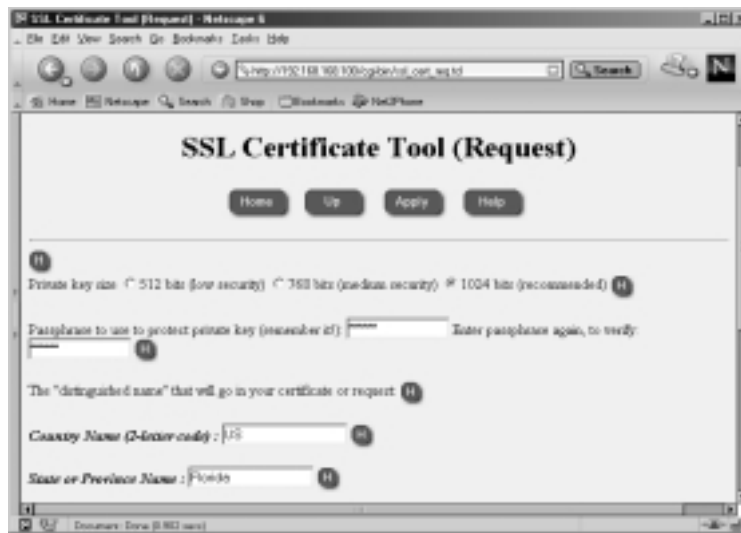 SSL Certificate Tool (Request) - Netscape 6
File Edit View Search Go Bookmarks Tasks Help
Search N
Home Netscape Search Shop Bookmarks Net2Phone
SSL Certificate Tool (Request)
Home Up Apply Help
H
Private key size 512 bits (low security) 768 bits (medium security) 1024 bits (recommended) H
Passphrase to use to protect private key (remember it!): ****** Enter passphrase again, to verify:
****** H
The "distinguished name" that will go in your certificate or request: H
Country Name (2-letter code) : US H
State or Province Name : Florida H
Document: Done